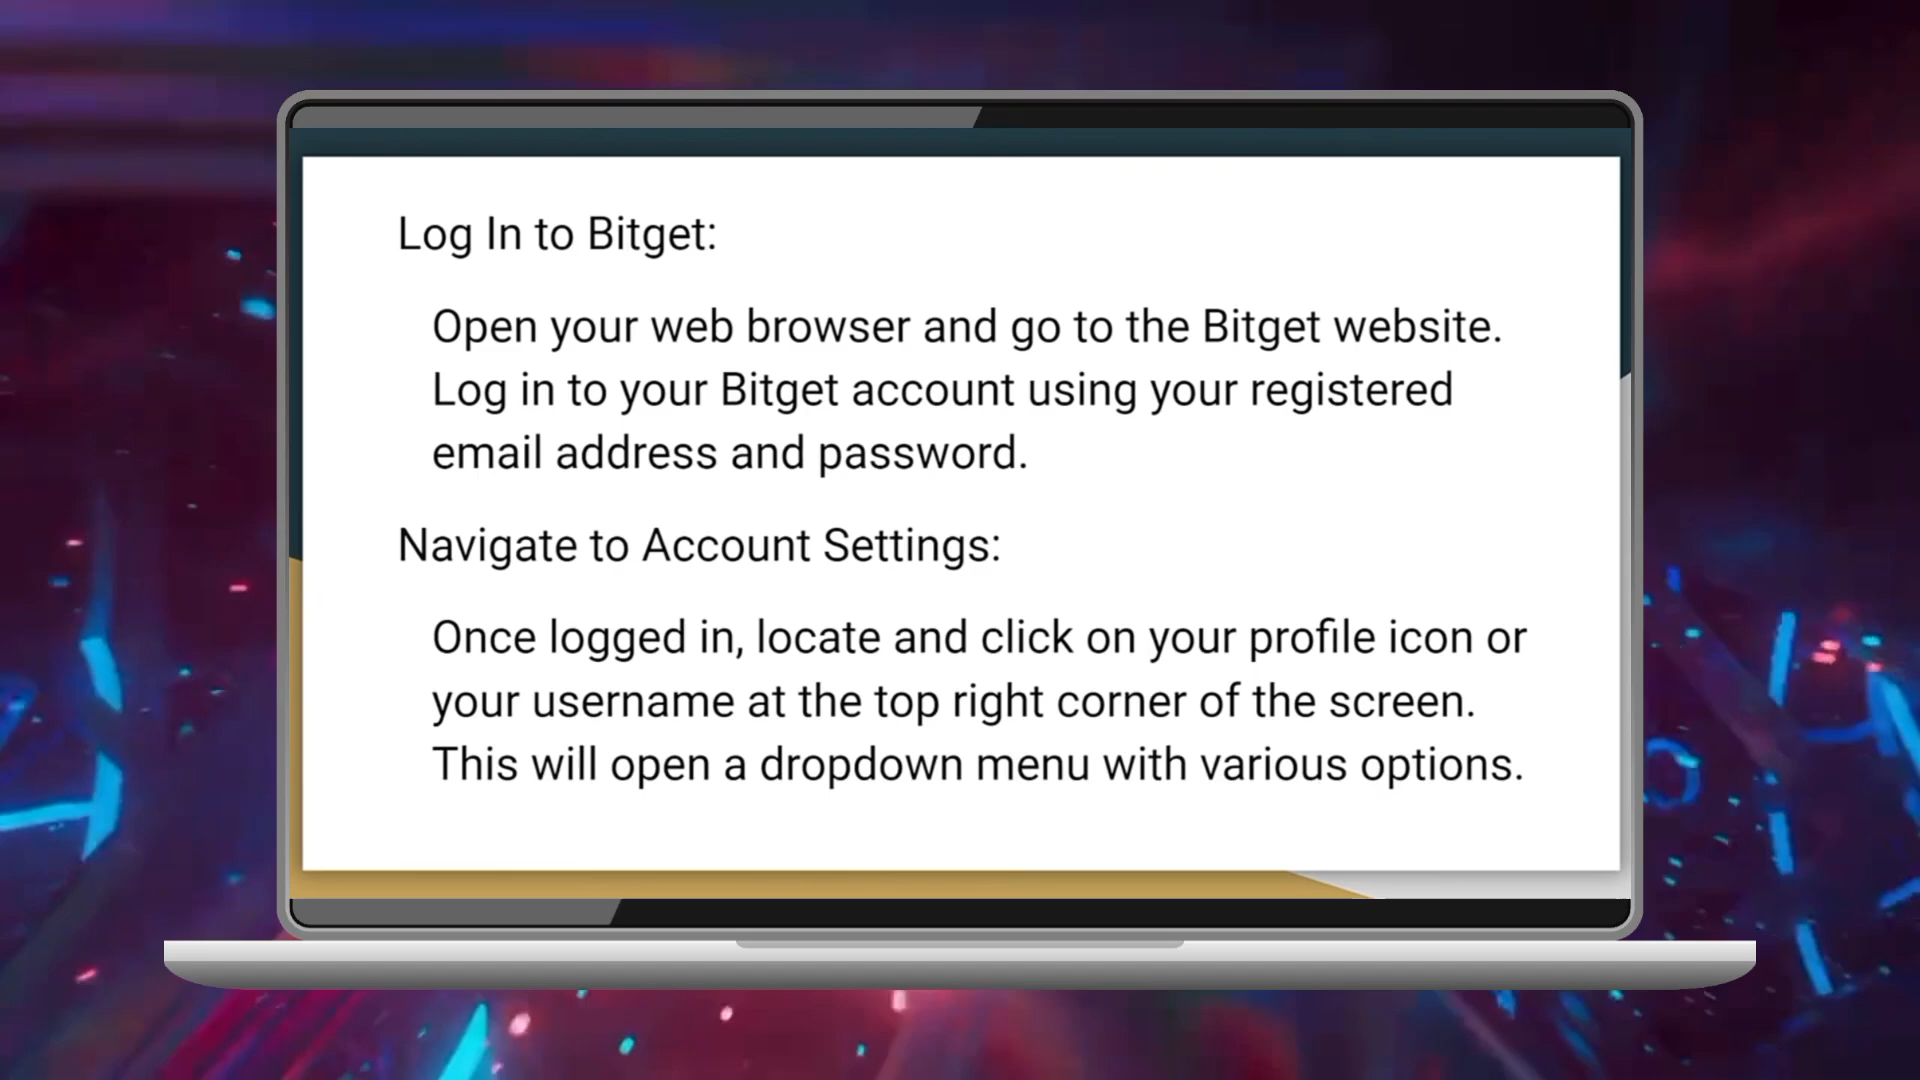 Log In to Bitget:
Open your web browser and go to the Bitget website.
Log in to your Bitget account using your registered
email address and password.
Navigate to Account Settings:
Once logged in, locate and click on your profile icon or
your username at the top right corner of the screen.
This will open a dropdown menu with various options.